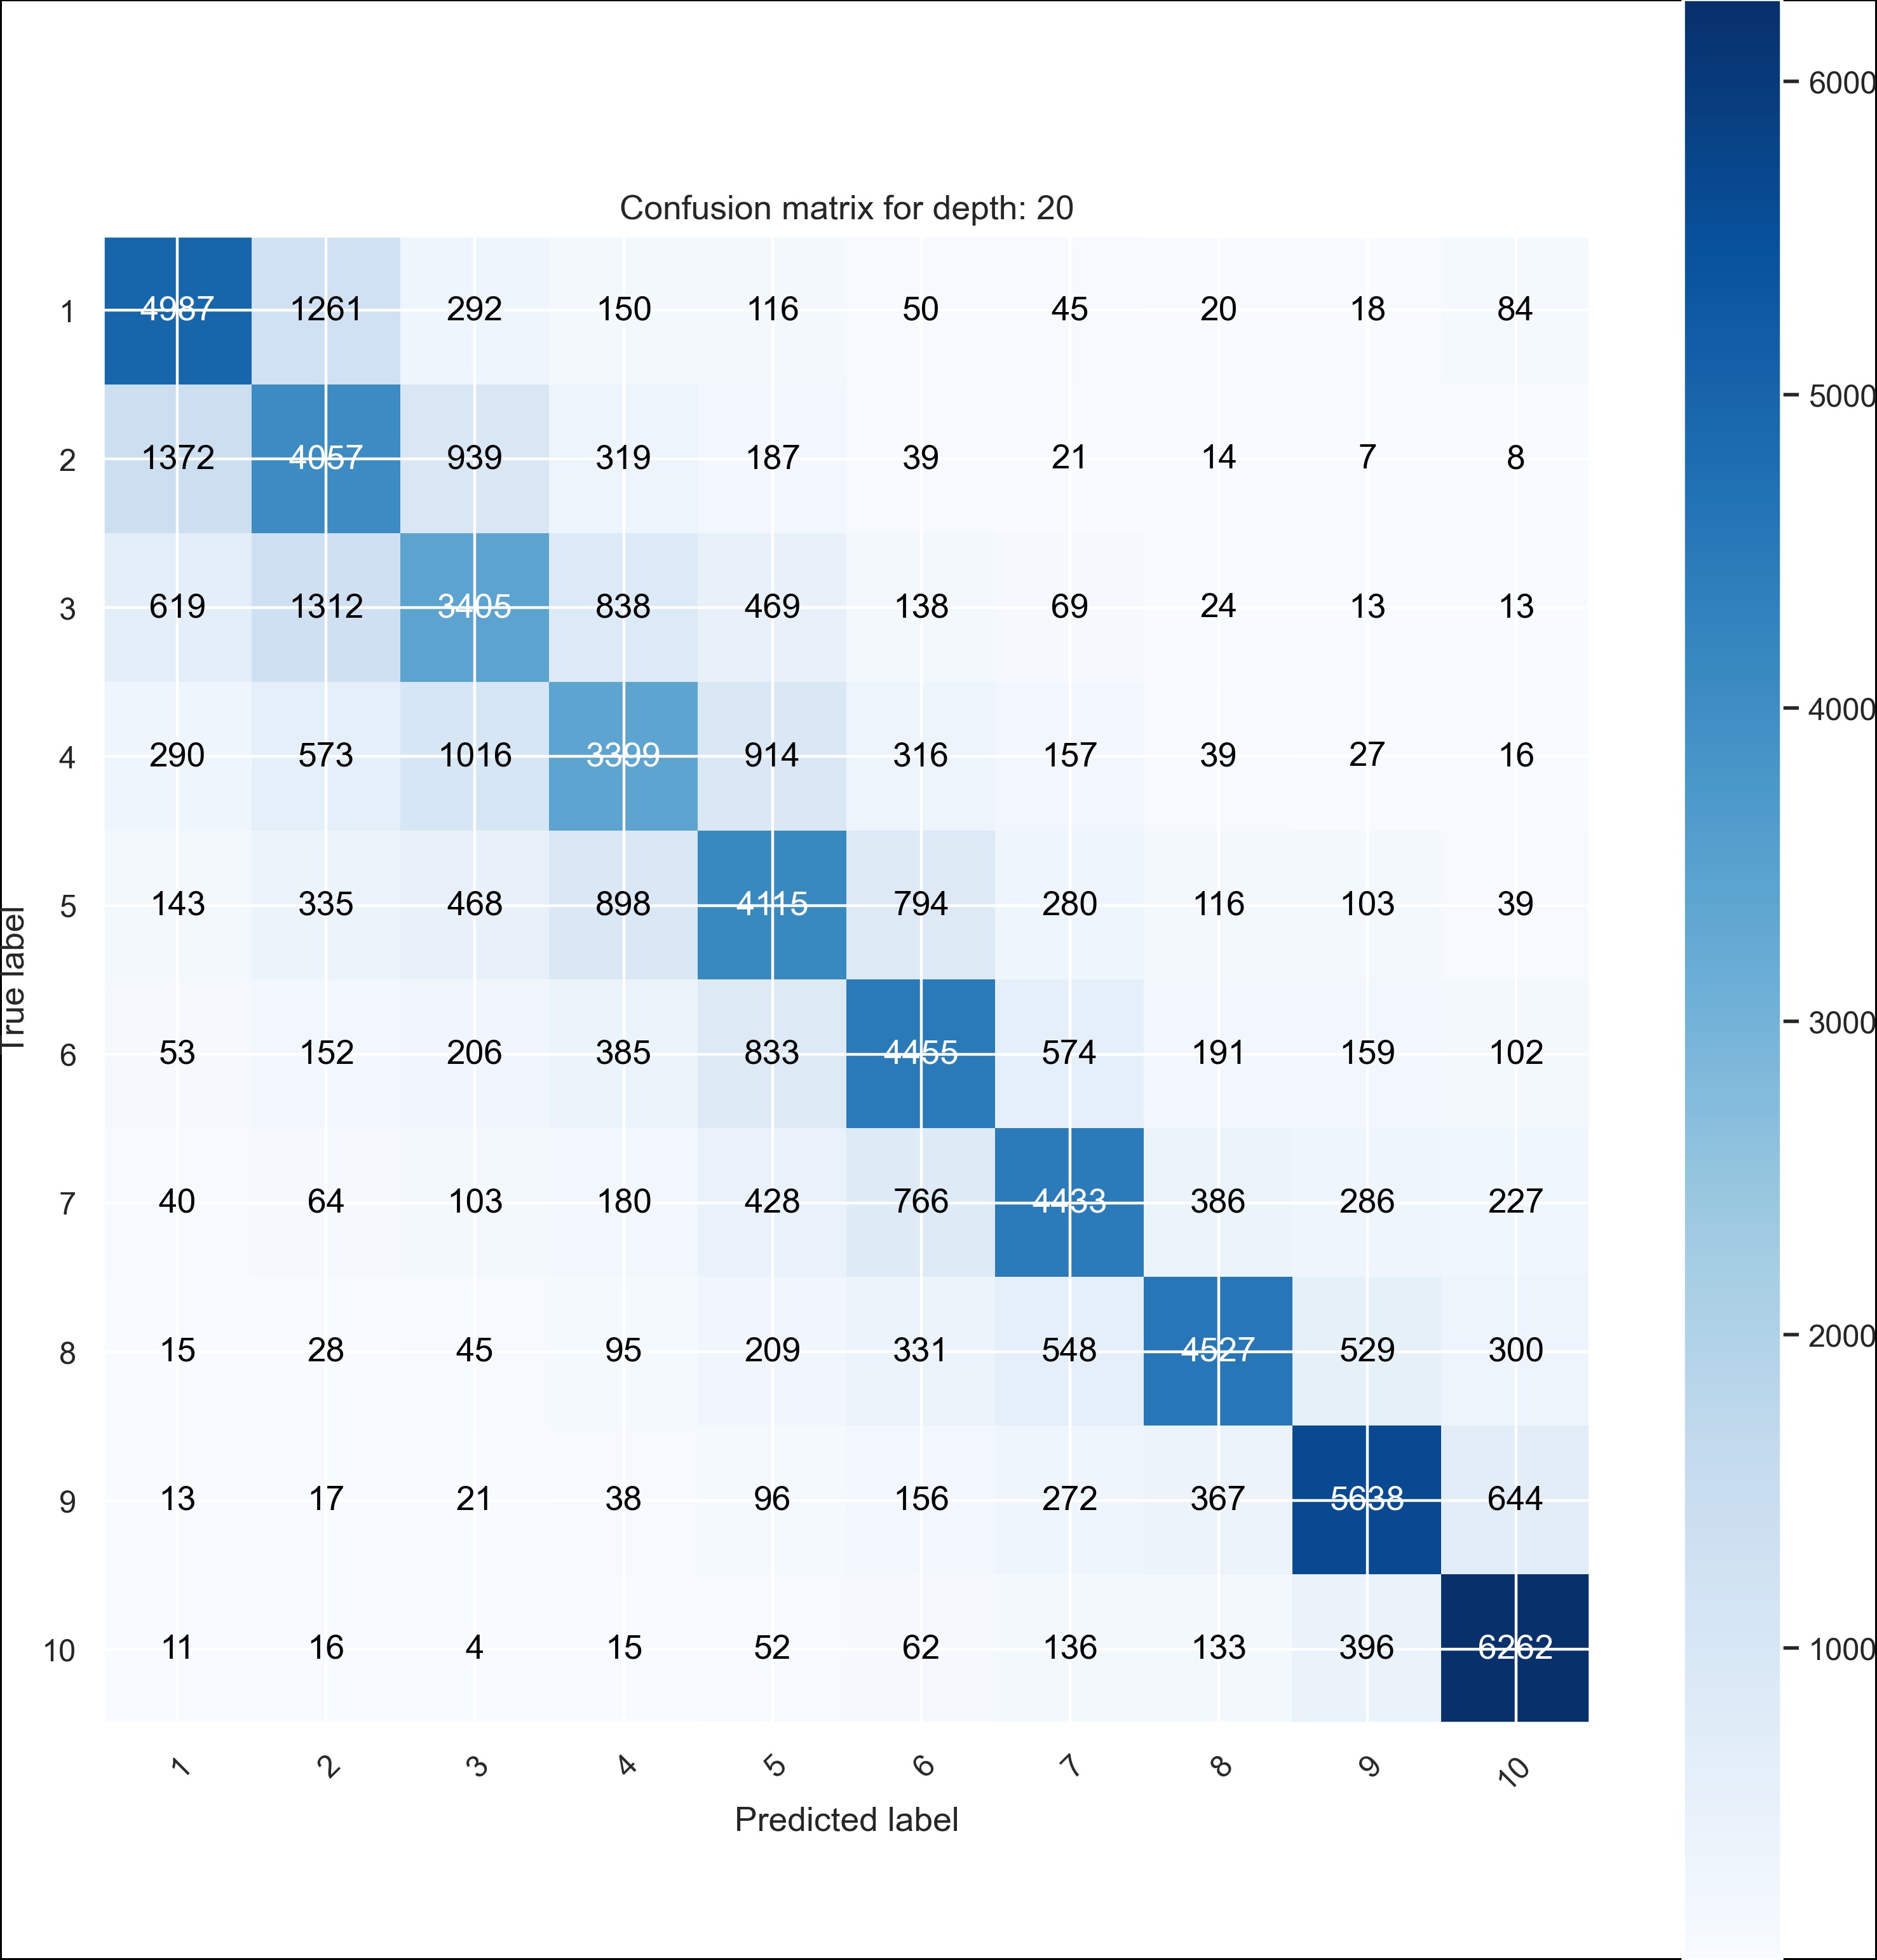 Confusion matrix for depth: 20
1 4987 1261 292 150 116 50 45 20 18 84
2 1372 4057 939 319 187 39 21 14 7 8
3 619 1312 3405 838 469 138 69 24 13 13
4 290 573 1016 3399 914 316 157 39 27 16
5 143 335 468 898 4115 794 280 116 103 39
6 53 152 206 385 833 4455 574 191 159 102
7 40 64 103 180 428 766 4433 386 286 227
8 15 28 45 95 209 331 548 4527 529 300
9 13 17 21 38 96 156 272 367 5638 644
10 11 16 4 15 52 62 136 133 396 6262
1 2 3 4 5 6 7 8 9 10
Predicted label
True label
6000
5000
4000
3000
2000
1000